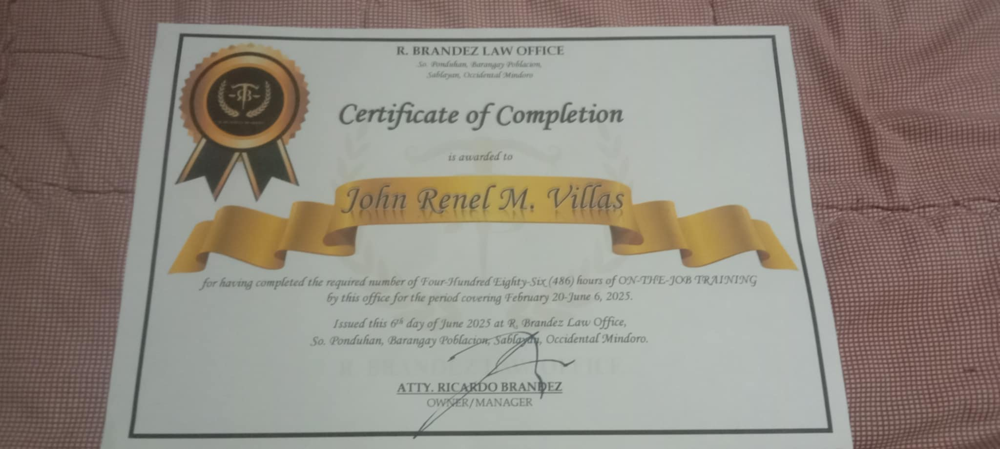 R. BRANDEZ LAW OFFICE
So. Ponduhan, Barangay Poblacion,
Sablayan, Occidental Mindoro
Certificate of Completion
is awarded to
John Renel M. Villas
for having completed the required number of Four-Hundred Eighty-Six (486) hours of ON-THE-JOB TRAINING
by this office for the period covering February 20-June 6, 2025.
Issued this 6th day of June 2025 at R. Brandez Law Office,
So. Ponduhan, Barangay Poblacion, Sablayan, Occidental Mindoro.
R. BRANDEZ LAW OFFICE
ATTY. RICARDO BRANDEZ
OWNER/MANAGER